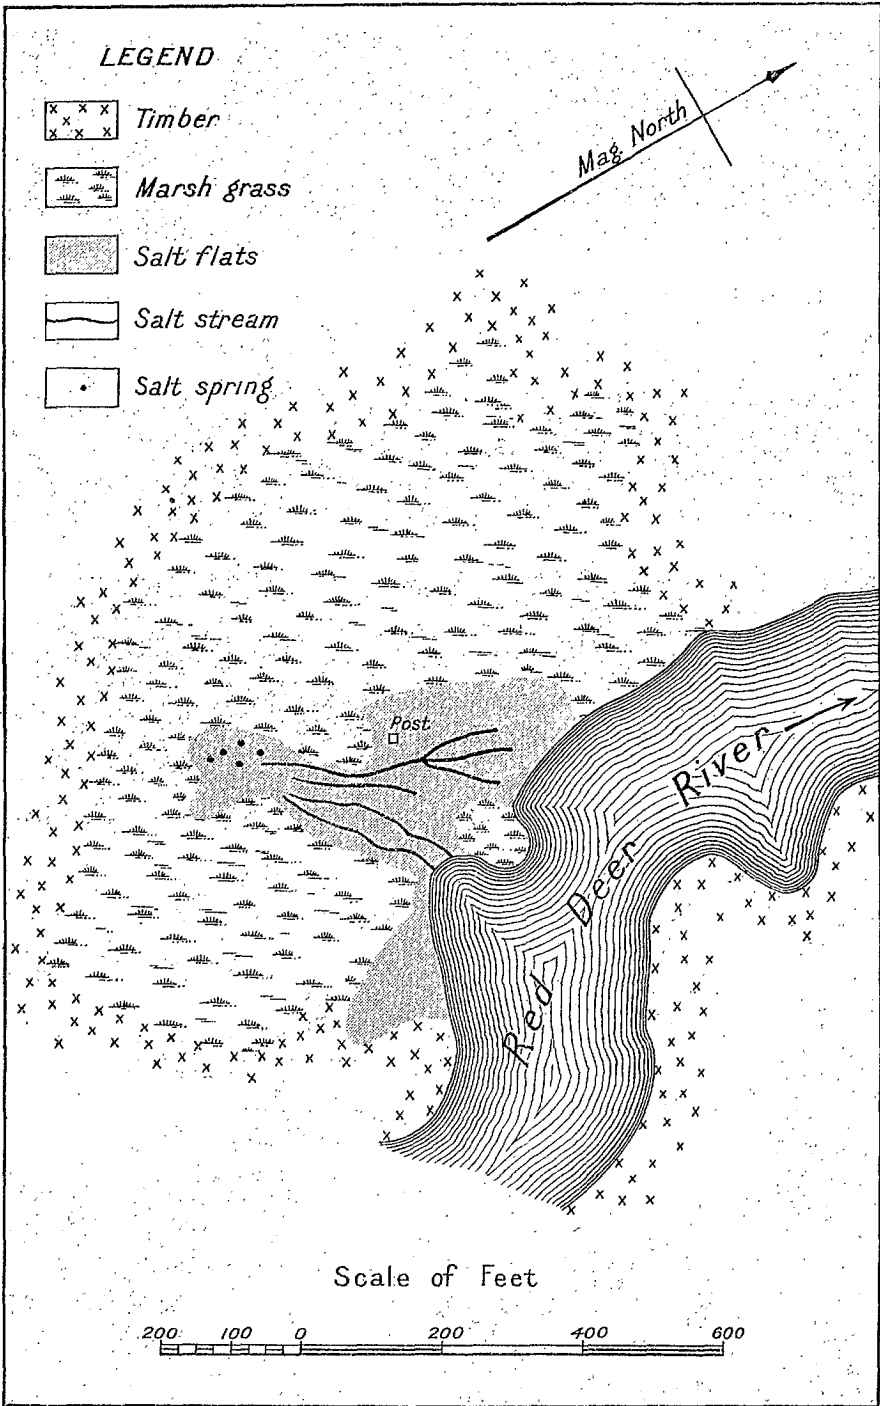 LEGEND
Timber
Marsh grass
Salt flats
Salt stream
Salt spring
Mag. North
Post
Red Deer River
Scale of Feet
200 100 0 200 400 600